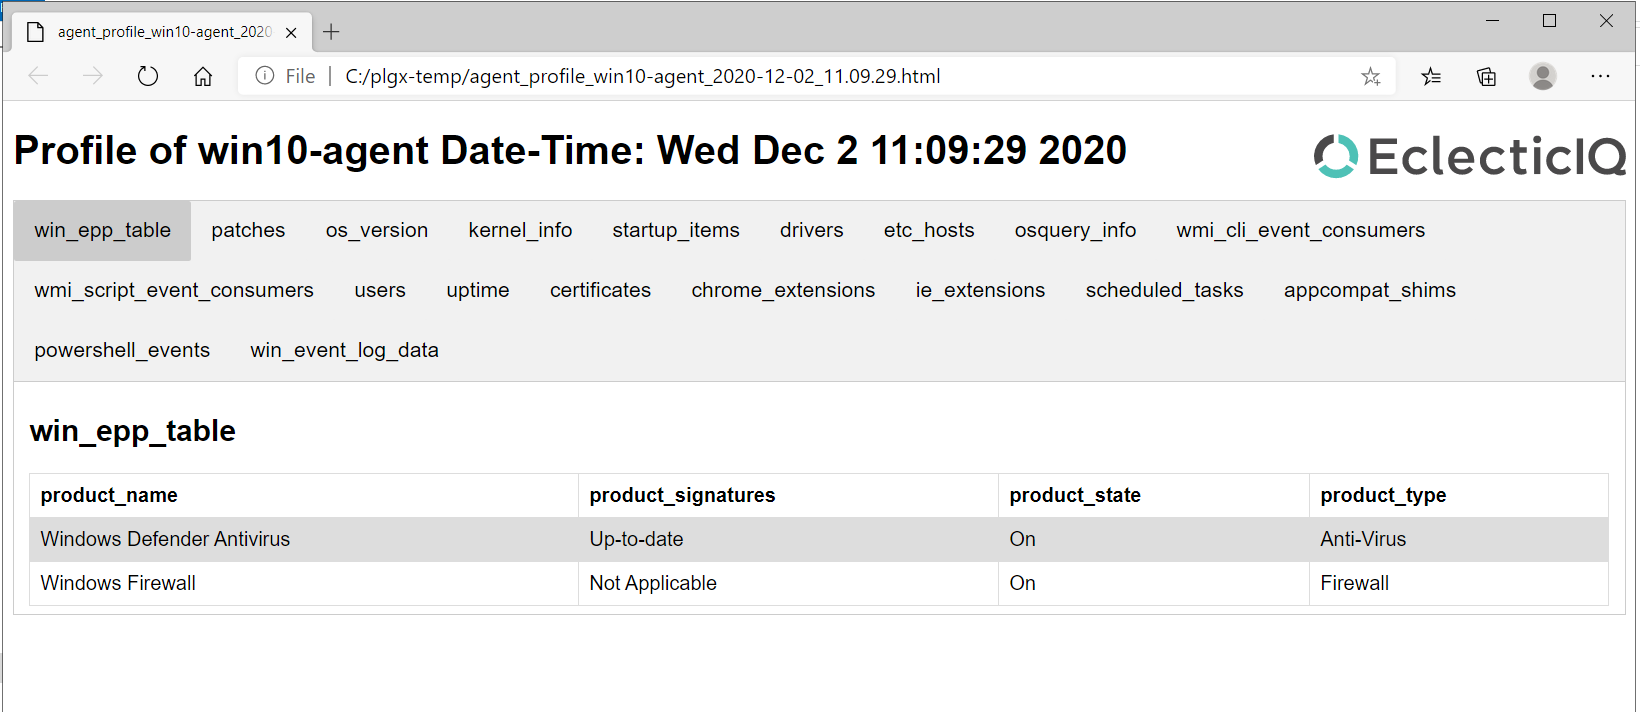 agent_profile_win10-agent_2020
File | C:/plgx-temp/agent_profile_win10-agent_2020-12-02_11.09.29.html
Profile of win10-agent Date-Time: Wed Dec 2 11:09:29 2020
EclecticIQ
win_epp_table patches os_version kernel_info startup_items drivers etc_hosts osquery_info wmi_cli_event_consumers
wmi_script_event_consumers users uptime certificates chrome_extensions ie_extensions scheduled_tasks appcompat_shims
powershell_events win_event_log_data
win_epp_table
product_name product_signatures product_state product_type
Windows Defender Antivirus Up-to-date On Anti-Virus
Windows Firewall Not Applicable On Firewall